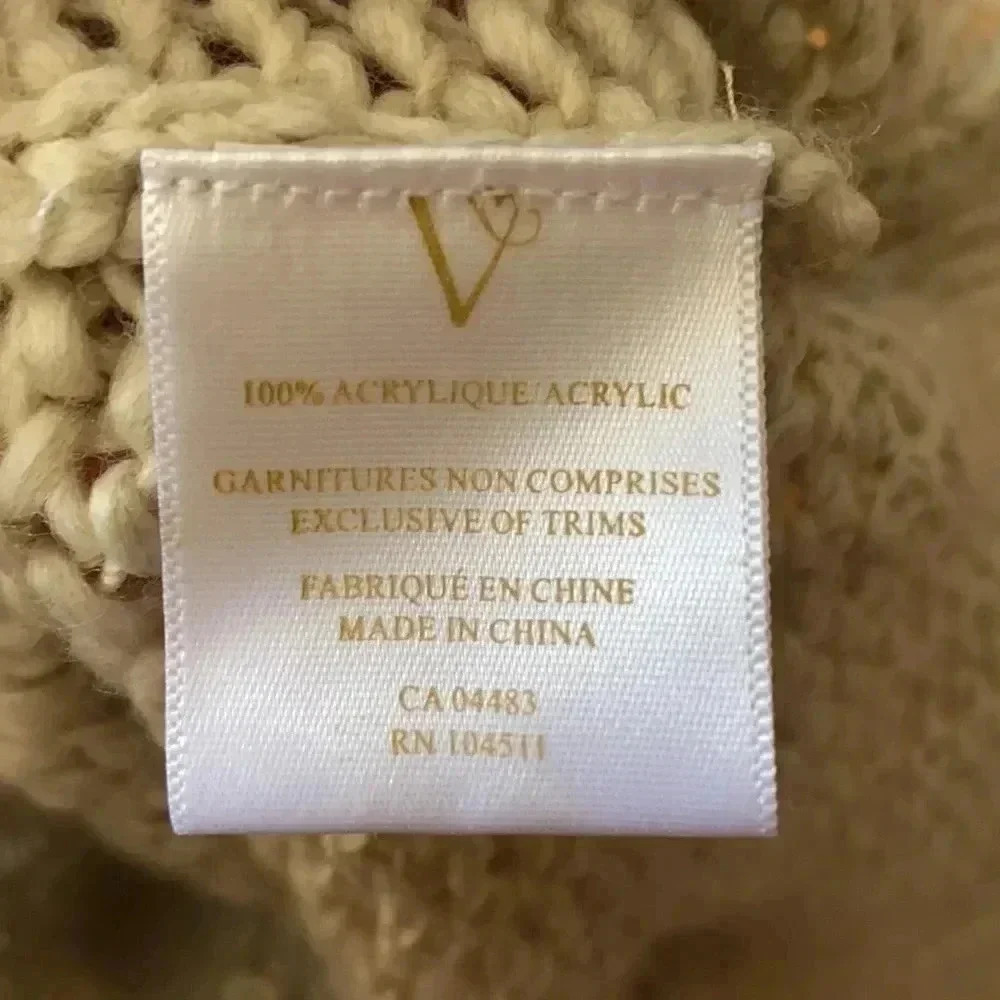 V
100% ACRYLIQUE/ACRYLIC
GARNITURES NON COMPRISES
EXCLUSIVE OF TRIMS
FABRIQUÉ EN CHINE
MADE IN CHINA
CA 04483
RN 104511